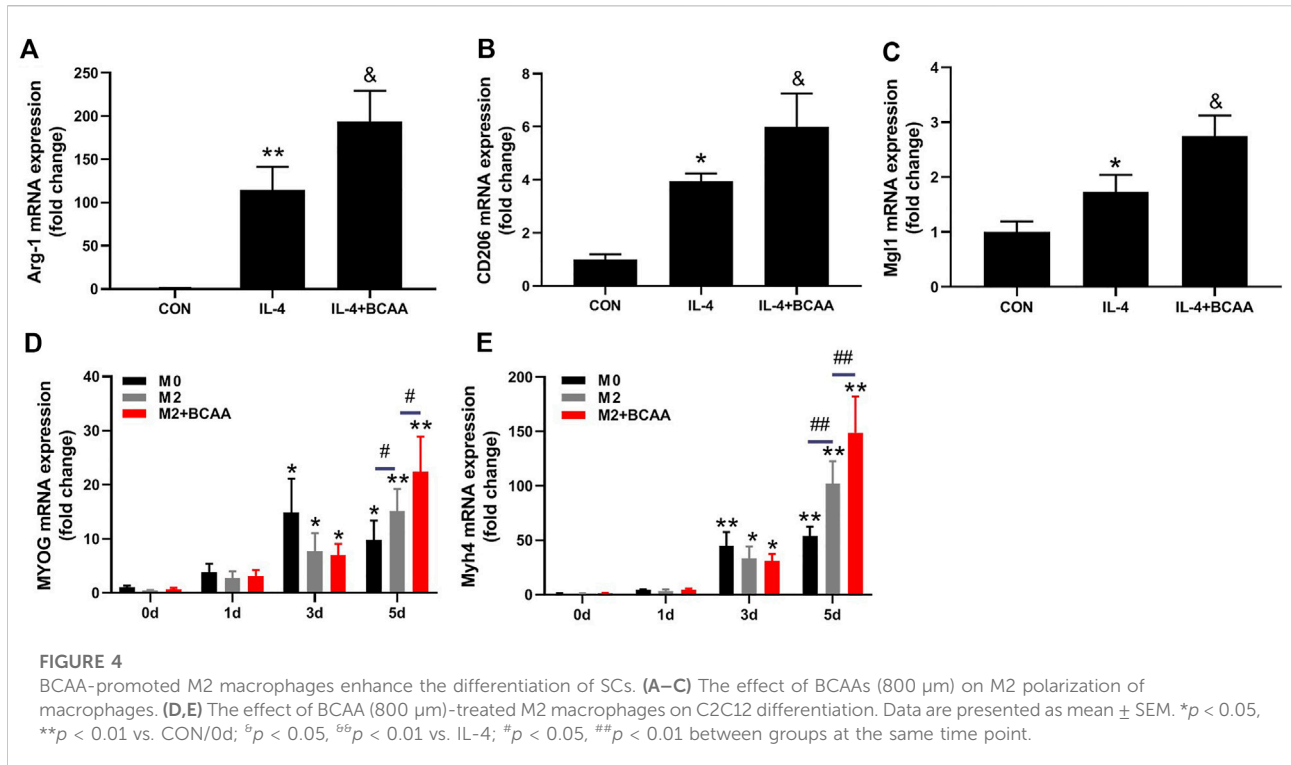 A
Arg-1 mRNA expression
(fold change)
250
200
150
100
50
0
**
&
CON
IL-4
IL-4+BCAA
B
CD206 mRNA expression
(fold change)
8
6
4
2
0
*
&
CON
IL-4
IL-4+BCAA
C
Mgl1 mRNA expression
(fold change)
4
3
2
1
0
*
&
CON
IL-4
IL-4+BCAA
D
MYOG mRNA expression
(fold change)
40
30
20
10
0
M0
M2
M2+BCAA
*
*
*
*
#
**
#
**
0d
1d
3d
5d
E
Myh4 mRNA expression
(fold change)
200
150
100
50
0
M0
M2
M2+BCAA
**
*
*
**
##
**
##
**
0d
1d
3d
5d
FIGURE 4
BCAA-promoted M2 macrophages enhance the differentiation of SCs. (A–C) The effect of BCAAs (800 μm) on M2 polarization of
macrophages. (D,E) The effect of BCAA (800 μm)-treated M2 macrophages on C2C12 differentiation. Data are presented as mean ± SEM. *p < 0.05,
**p < 0.01 vs. CON/0d; &p < 0.05, &&p < 0.01 vs. IL-4; #p < 0.05, ##p < 0.01 between groups at the same time point.